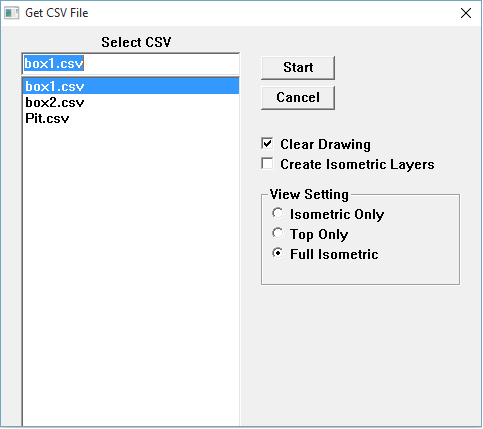 Get CSV File
Select CSV
box1.csv
box1.csv
box2.csv
Pit.csv
Start
Cancel
Clear Drawing
Create Isometric Layers
View Setting
Isometric Only
Top Only
Full Isometric